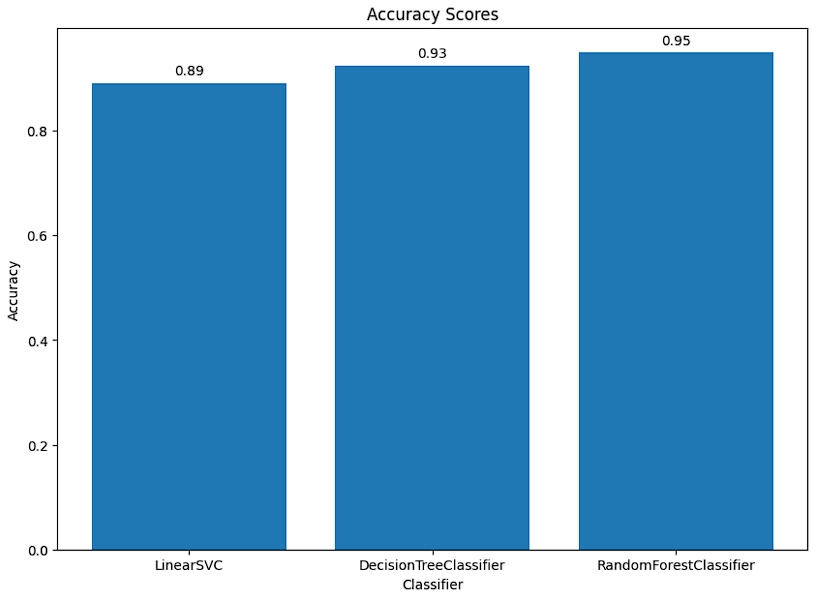 Accuracy Scores
0.89
0.93
0.95
0.8
0.6
0.4
0.2
0.0
Accuracy
LinearSVC
DecisionTreeClassifier
RandomForestClassifier
Classifier